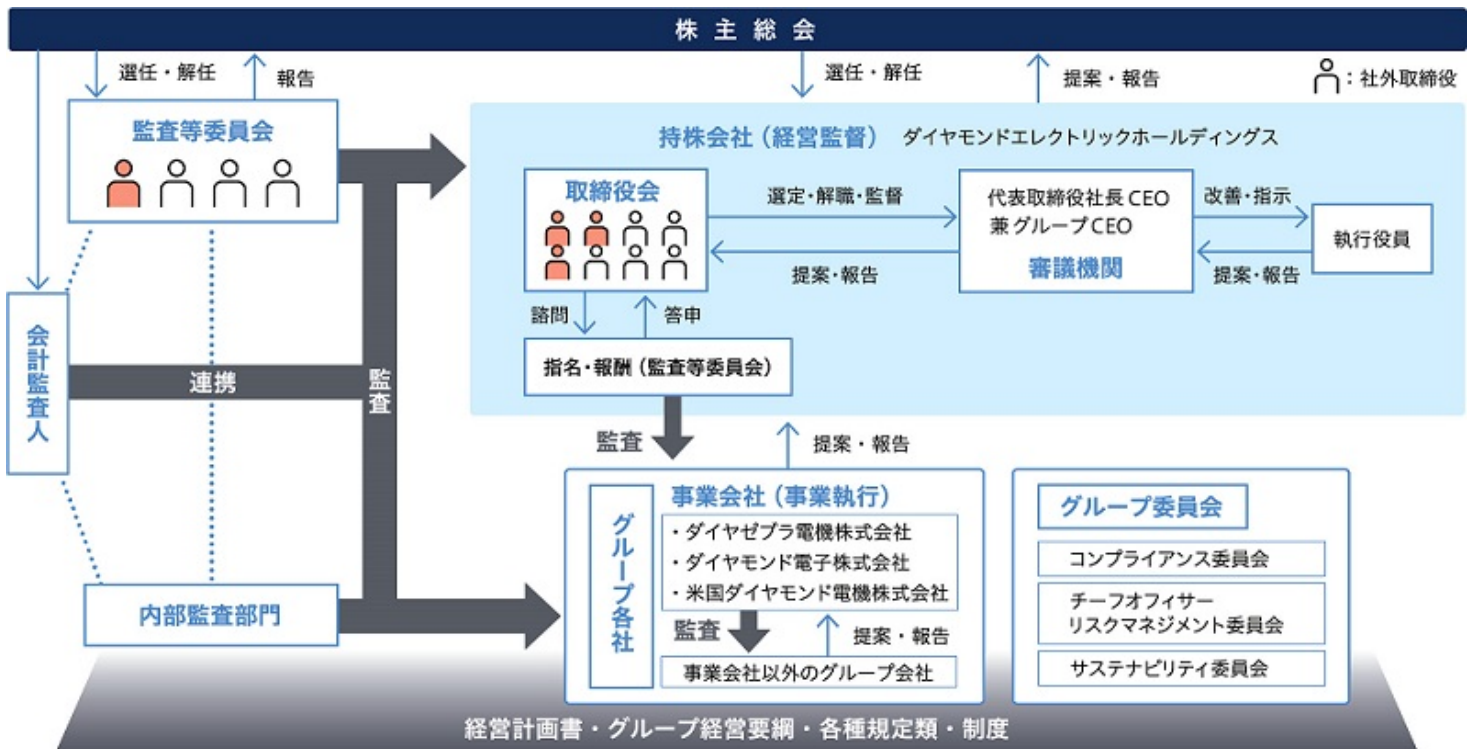 株主総会
選任・解任
報告
選任・解任
提案・報告
：社外取締役
監査等委員会
持株会社（経営監督） ダイヤモンドエレクトリックホールディングス
取締役会
選定・解職・監督
提案・報告
代表取締役社長 CEO
兼 グループ CEO
審議機関
改善・指示
提案・報告
執行役員
諮問
答申
指名・報酬（監査等委員会）
会計監査人
連携
監査
監査
提案・報告
内部監査部門
グループ各社
事業会社（事業執行）
・ダイヤゼブラ電機株式会社
・ダイヤモンド電子株式会社
・米国ダイヤモンド電機株式会社
監査
提案・報告
事業会社以外のグループ会社
グループ委員会
コンプライアンス委員会
チーフオフィサー
リスクマネジメント委員会
サステナビリティ委員会
経営計画書・グループ経営要綱・各種規定類・制度